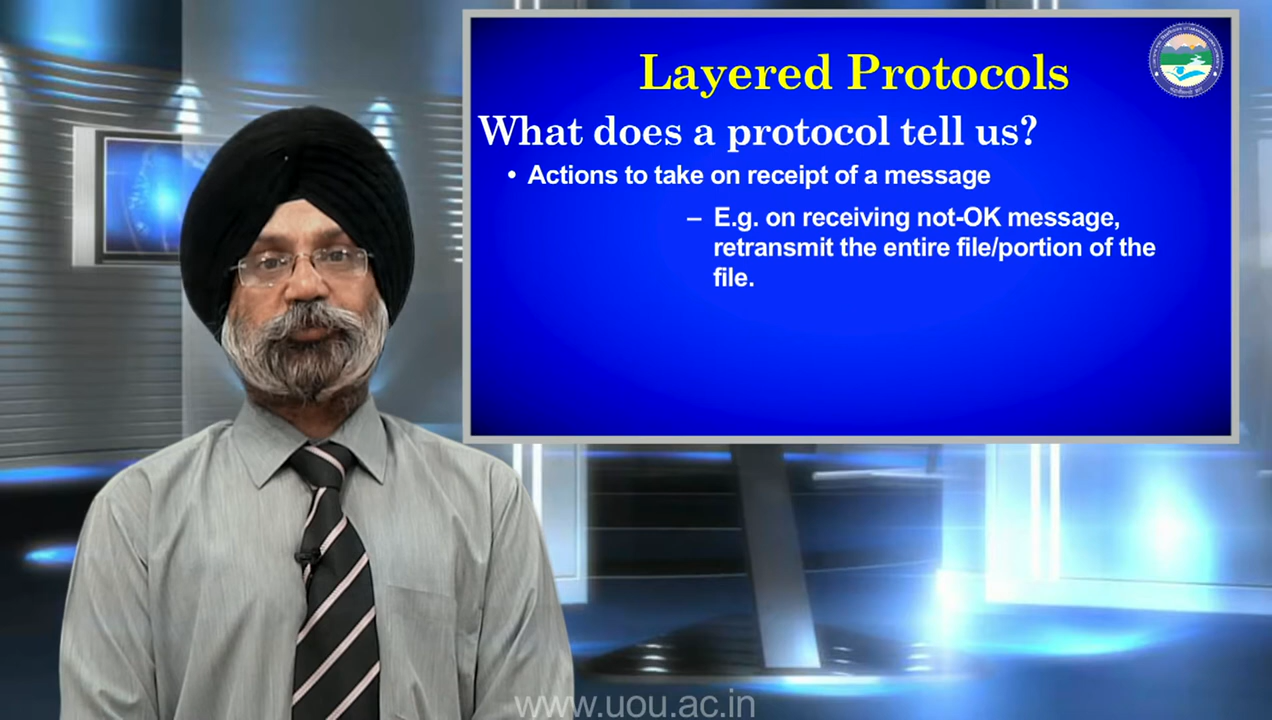 Layered Protocols
What does a protocol tell us?
• Actions to take on receipt of a message
– E.g. on receiving not-OK message,
retransmit the entire file/portion of the
file.
www.uou.ac.in